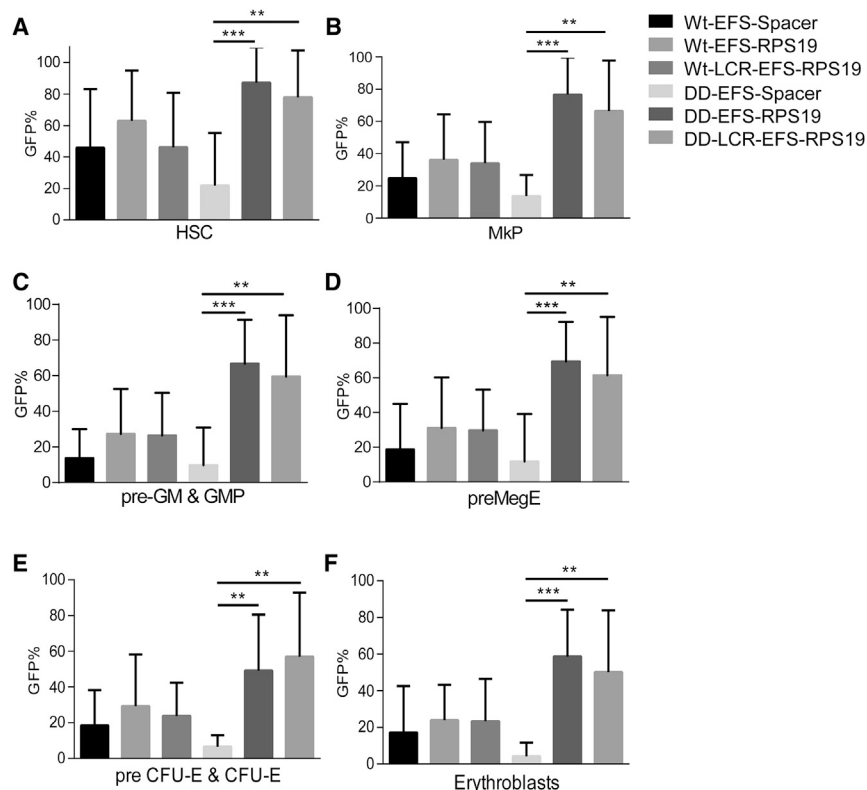 A
**
***
GFP%
100
80
60
40
20
0
HSC
B
**
***
GFP%
100
80
60
40
20
0
MkP
Wt-EFS-Spacer
Wt-EFS-RPS19
Wt-LCR-EFS-RPS19
DD-EFS-Spacer
DD-EFS-RPS19
DD-LCR-EFS-RPS19
C
**
***
GFP%
100
80
60
40
20
0
pre-GM & GMP
D
**
***
GFP%
100
80
60
40
20
0
preMegE
E
**
**
GFP%
100
80
60
40
20
0
pre CFU-E & CFU-E
F
**
***
GFP%
100
80
60
40
20
0
Erythroblasts